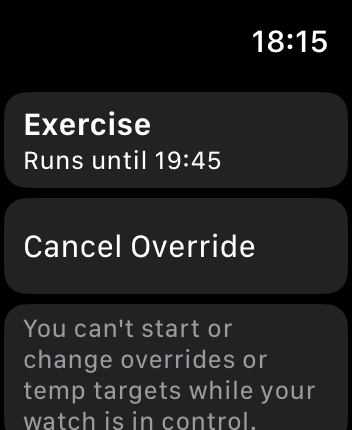 18:15
Exercise
Runs until 19:45
Cancel Override
You can't start or
change overrides or
temp targets while your
watch is in control.